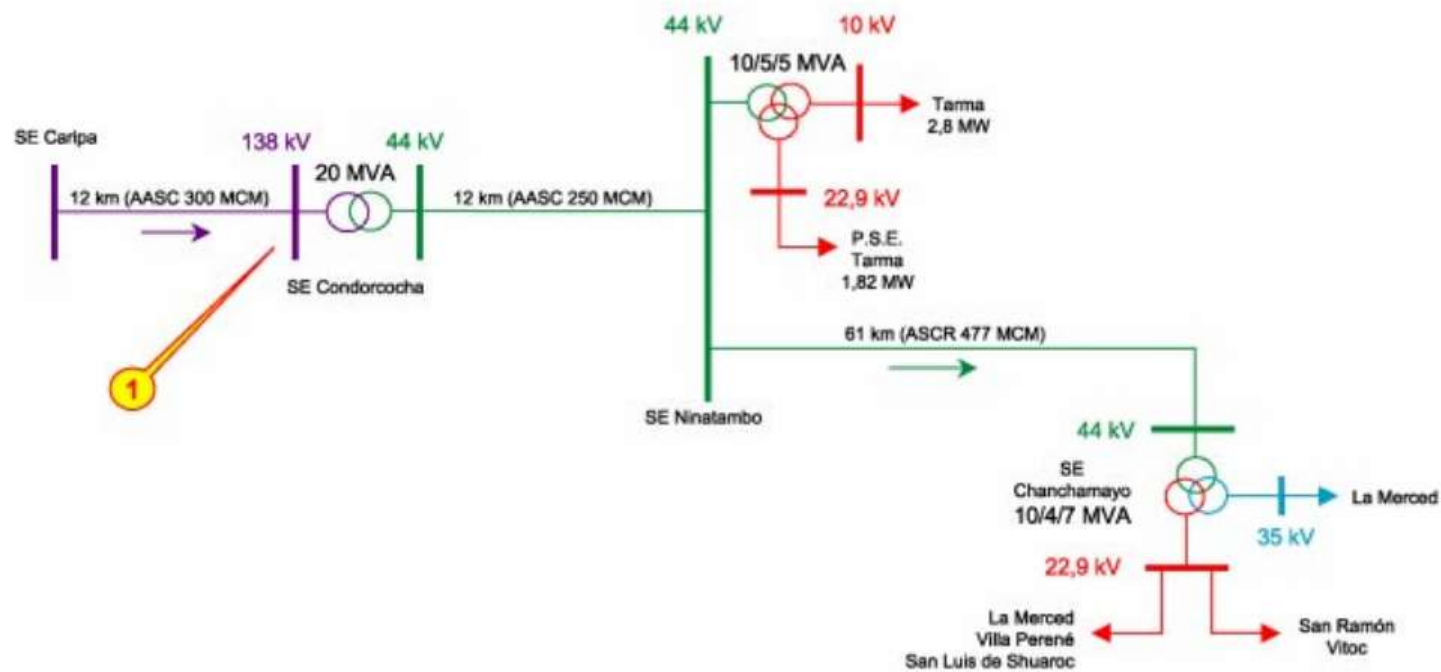 44 kV
10 kV
10/5/5 MVA
SE Caripa
138 kV
44 kV
20 MVA
Tarma
2,8 MW
12 km (AASC 300 MCM)
12 km (AASC 250 MCM)
22,9 kV
P.S.E.
Tarma
1,82 MW
SE Condorcocha
61 km (ASCR 477 MCM)
1
SE Ninatambo
44 kV
SE
Chanchamayo
10/4/7 MVA
La Merced
35 kV
22,9 kV
La Merced
Villa Perené
San Luis de Shuaroc
San Ramón
Vitoc